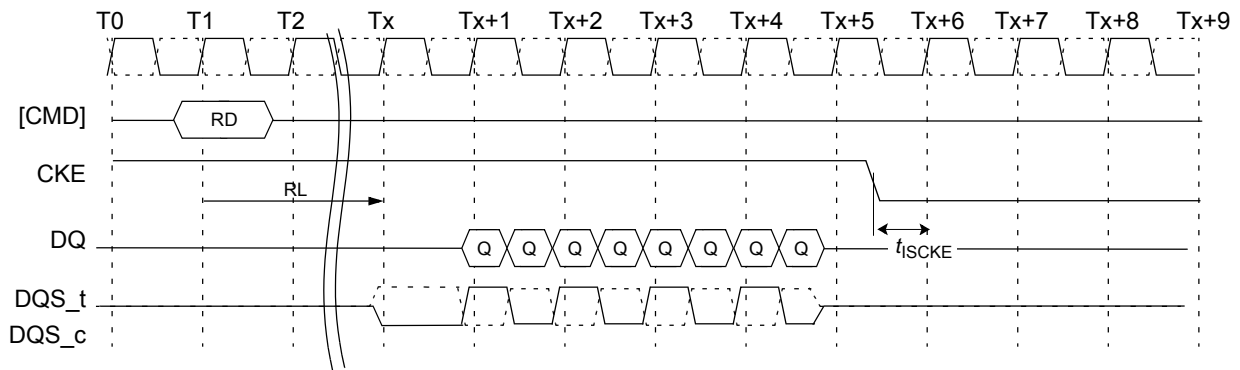 T0 T1 T2 Tx Tx+1 Tx+2 Tx+3 Tx+4 Tx+5 Tx+6 Tx+7 Tx+8 Tx+9
[CMD] RD
CKE
RL
DQ Q Q Q Q Q Q Q Q tISCKE
DQS_t
DQS_c